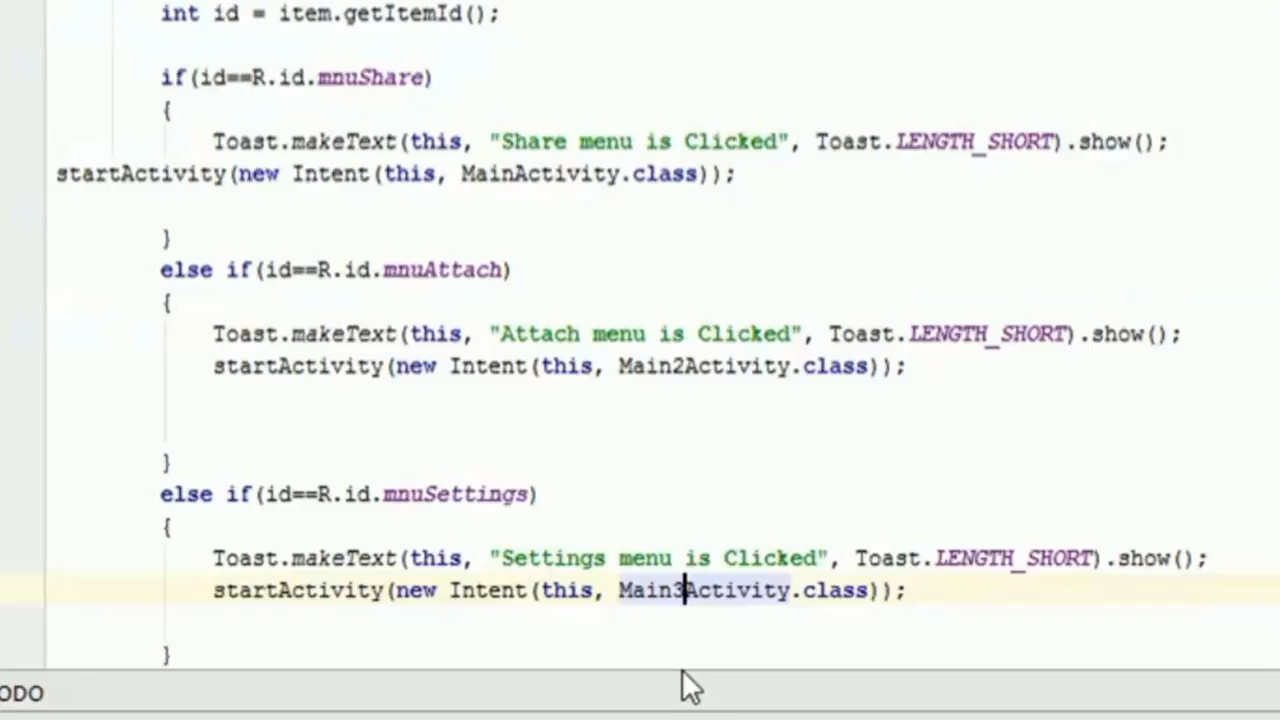 int id = item.getItemId();
if(id==R.id.mnuShare)
{
Toast.makeText(this, "Share menu is Clicked", Toast.LENGTH_SHORT).show();
startActivity(new Intent(this, MainActivity.class));
}
else if(id==R.id.mnuAttach)
{
Toast.makeText(this, "Attach menu is Clicked", Toast.LENGTH_SHORT).show();
startActivity(new Intent(this, Main2Activity.class));
}
else if(id==R.id.mnuSettings)
{
Toast.makeText(this, "Settings menu is Clicked", Toast.LENGTH_SHORT).show();
startActivity(new Intent(this, Main3Activity.class));
}
ODO